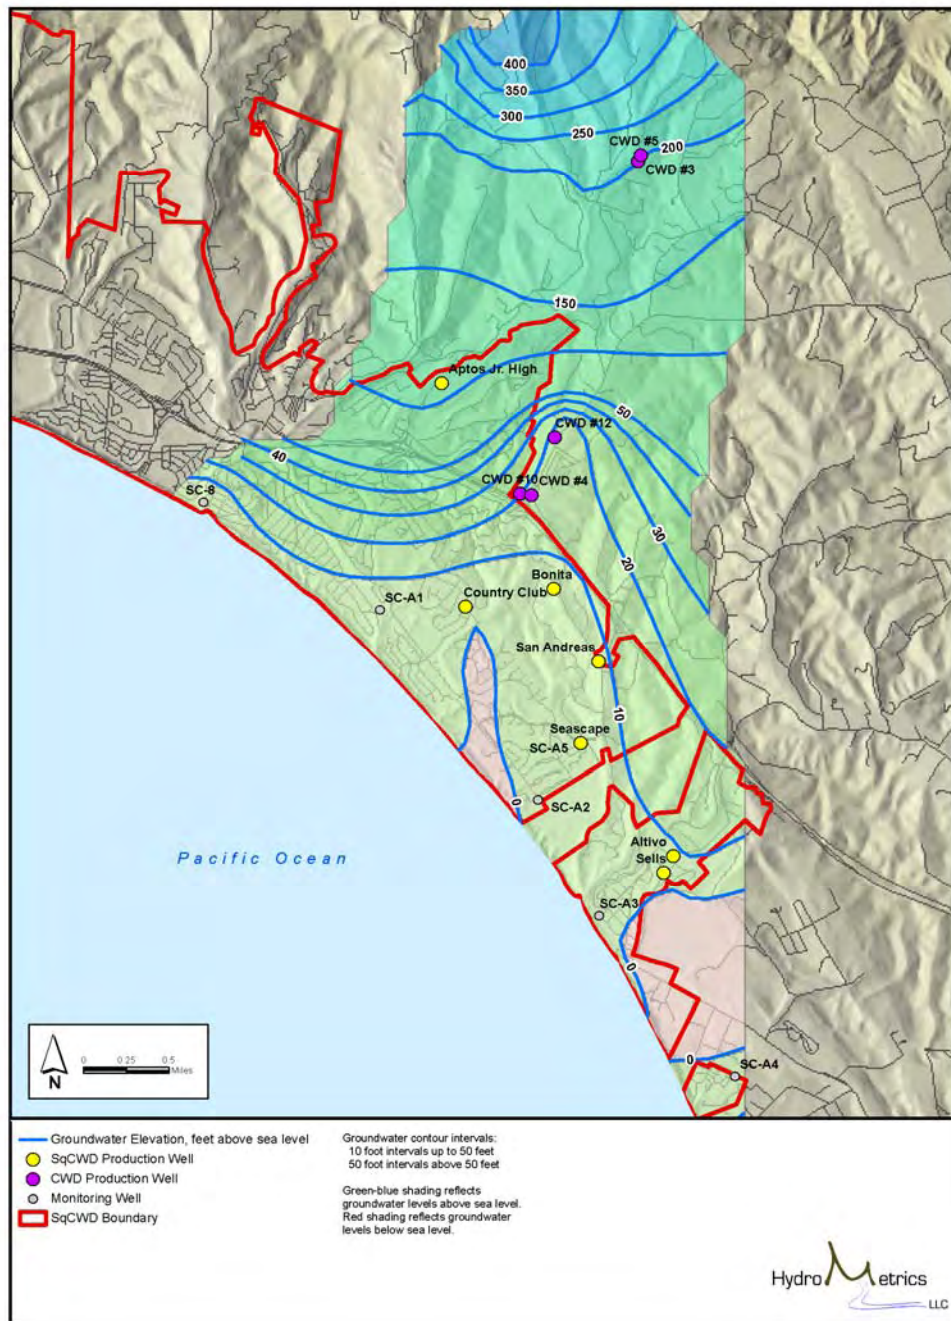 400
350
300
250
200
CWD #5
CWD #3
150
Aptos Jr. High
50
CWD #12
40
CWD #10
CWD #4
SC-8
30
20
Bonita
Country Club
SC-A1
San Andreas
10
Seascape
SC-A5
0
SC-A2
Pacific Ocean
Altivo
Sells
SC-A3
0
0
SC-A4
N
0 0.25 0.5
Miles
Groundwater Elevation, feet above sea level
SqCWD Production Well
CWD Production Well
Monitoring Well
SqCWD Boundary
Groundwater contour intervals:
10 foot intervals up to 50 feet
50 foot intervals above 50 feet
Green-blue shading reflects
groundwater levels above sea level.
Red shading reflects groundwater
levels below sea level.
HydroMetrics
LLC